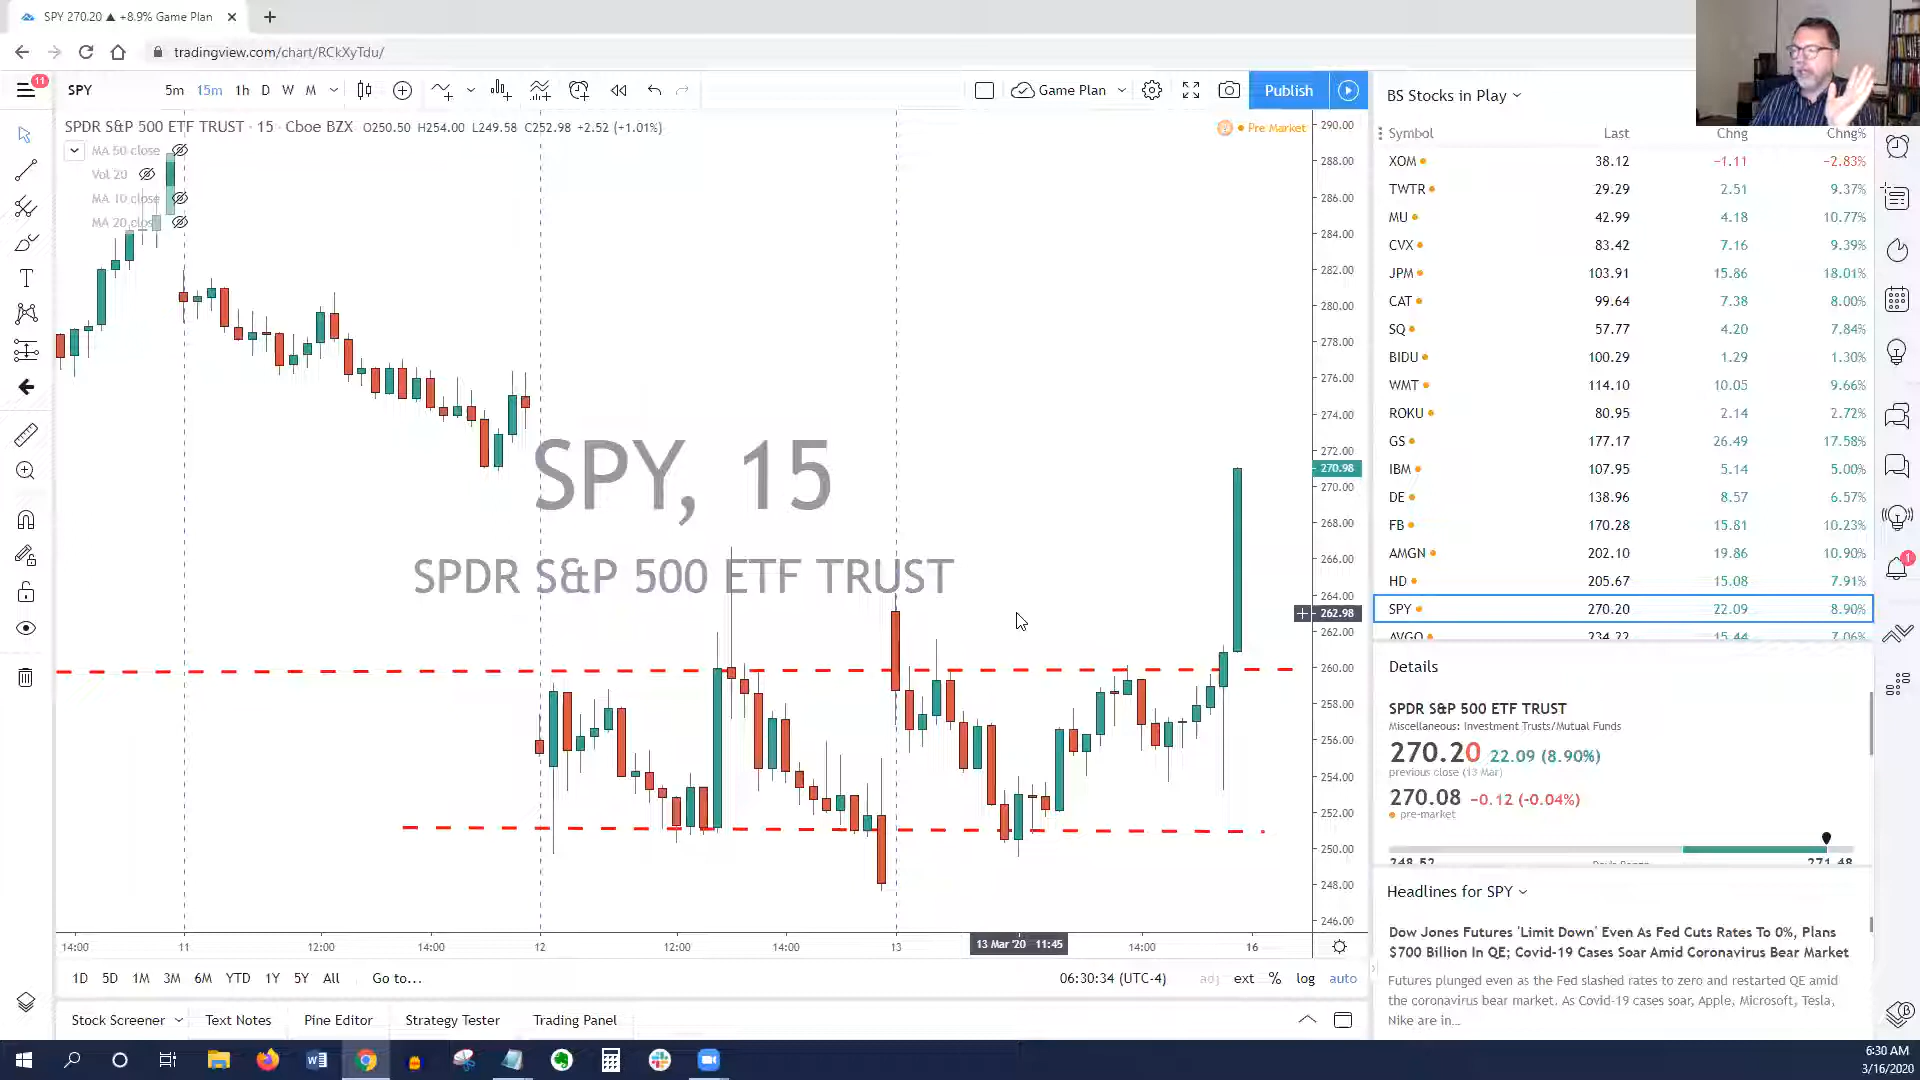 SPY 270.20 ▲ +8.9% Game Plan
tradingview.com/chart/RCkXyTdu/
11
SPY 5m 15m 1h D W M Game Plan Publish
SPDR S&P 500 ETF TRUST · 15 · Cboe BZX O250.50 H254.00 L249.58 C252.98 +2.52 (+1.01%) Pre Market
MA 50 close
Vol 20
MA 10 close
MA 20 close
SPY, 15
SPDR S&P 500 ETF TRUST
290.00
288.00
286.00
284.00
282.00
280.00
278.00
276.00
274.00
272.00
270.98
270.00
268.00
266.00
264.00
262.98
262.00
260.00
258.00
256.00
254.00
252.00
250.00
248.00
246.00
14:00 11 12:00 14:00 12 12:00 14:00 13 13 Mar '20 11:45 14:00 16
1D 5D 1M 3M 6M YTD 1Y 5Y All Go to... 06:30:34 (UTC-4) adj ext % log auto
Stock Screener Text Notes Pine Editor Strategy Tester Trading Panel
BS Stocks in Play
Symbol Last Chng Chng%
XOM 38.12 −1.11 −2.83%
TWTR 29.29 2.51 9.37%
MU 42.99 4.18 10.77%
CVX 83.42 7.16 9.39%
JPM 103.91 15.86 18.01%
CAT 99.64 7.38 8.00%
SQ 57.77 4.20 7.84%
BIDU 100.29 1.29 1.30%
WMT 114.10 10.05 9.66%
ROKU 80.95 2.14 2.72%
GS 177.17 26.49 17.58%
IBM 107.95 5.14 5.00%
DE 138.96 8.57 6.57%
FB 170.28 15.81 10.23%
AMGN 202.10 19.86 10.90%
HD 205.67 15.08 7.91%
SPY 270.20 22.09 8.90%
AVGO 234.22 15.44 7.06%
Details
SPDR S&P 500 ETF TRUST
Miscellaneous: Investment Trusts/Mutual Funds
270.20 22.09 (8.90%)
previous close (13 Mar)
270.08 −0.12 (−0.04%)
pre-market
248.52 Day's Range 271.48
Headlines for SPY
Dow Jones Futures 'Limit Down' Even As Fed Cuts Rates To 0%, Plans
$700 Billion In QE; Covid-19 Cases Soar Amid Coronavirus Bear Market
Futures plunged even as the Fed slashed rates to zero and restarted QE amid
the coronavirus bear market. As Covid-19 cases soar, Apple, Microsoft, Tesla,
Nike are in...
1
6:30 AM
3/16/2020